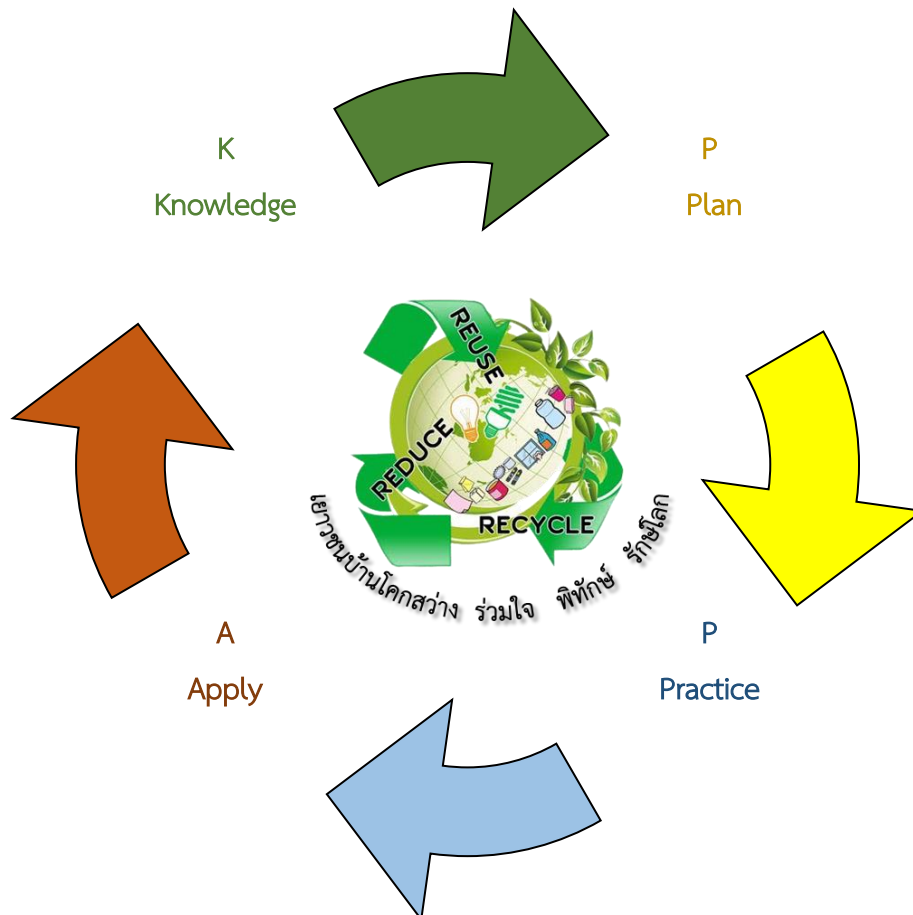 K
Knowledge
P
Plan
REUSE
REDUCE
RECYCLE
เยาวชนบ้านโคกสว่าง ร่วมใจ พิทักษ์ รักษ์โลก
A
Apply
P
Practice